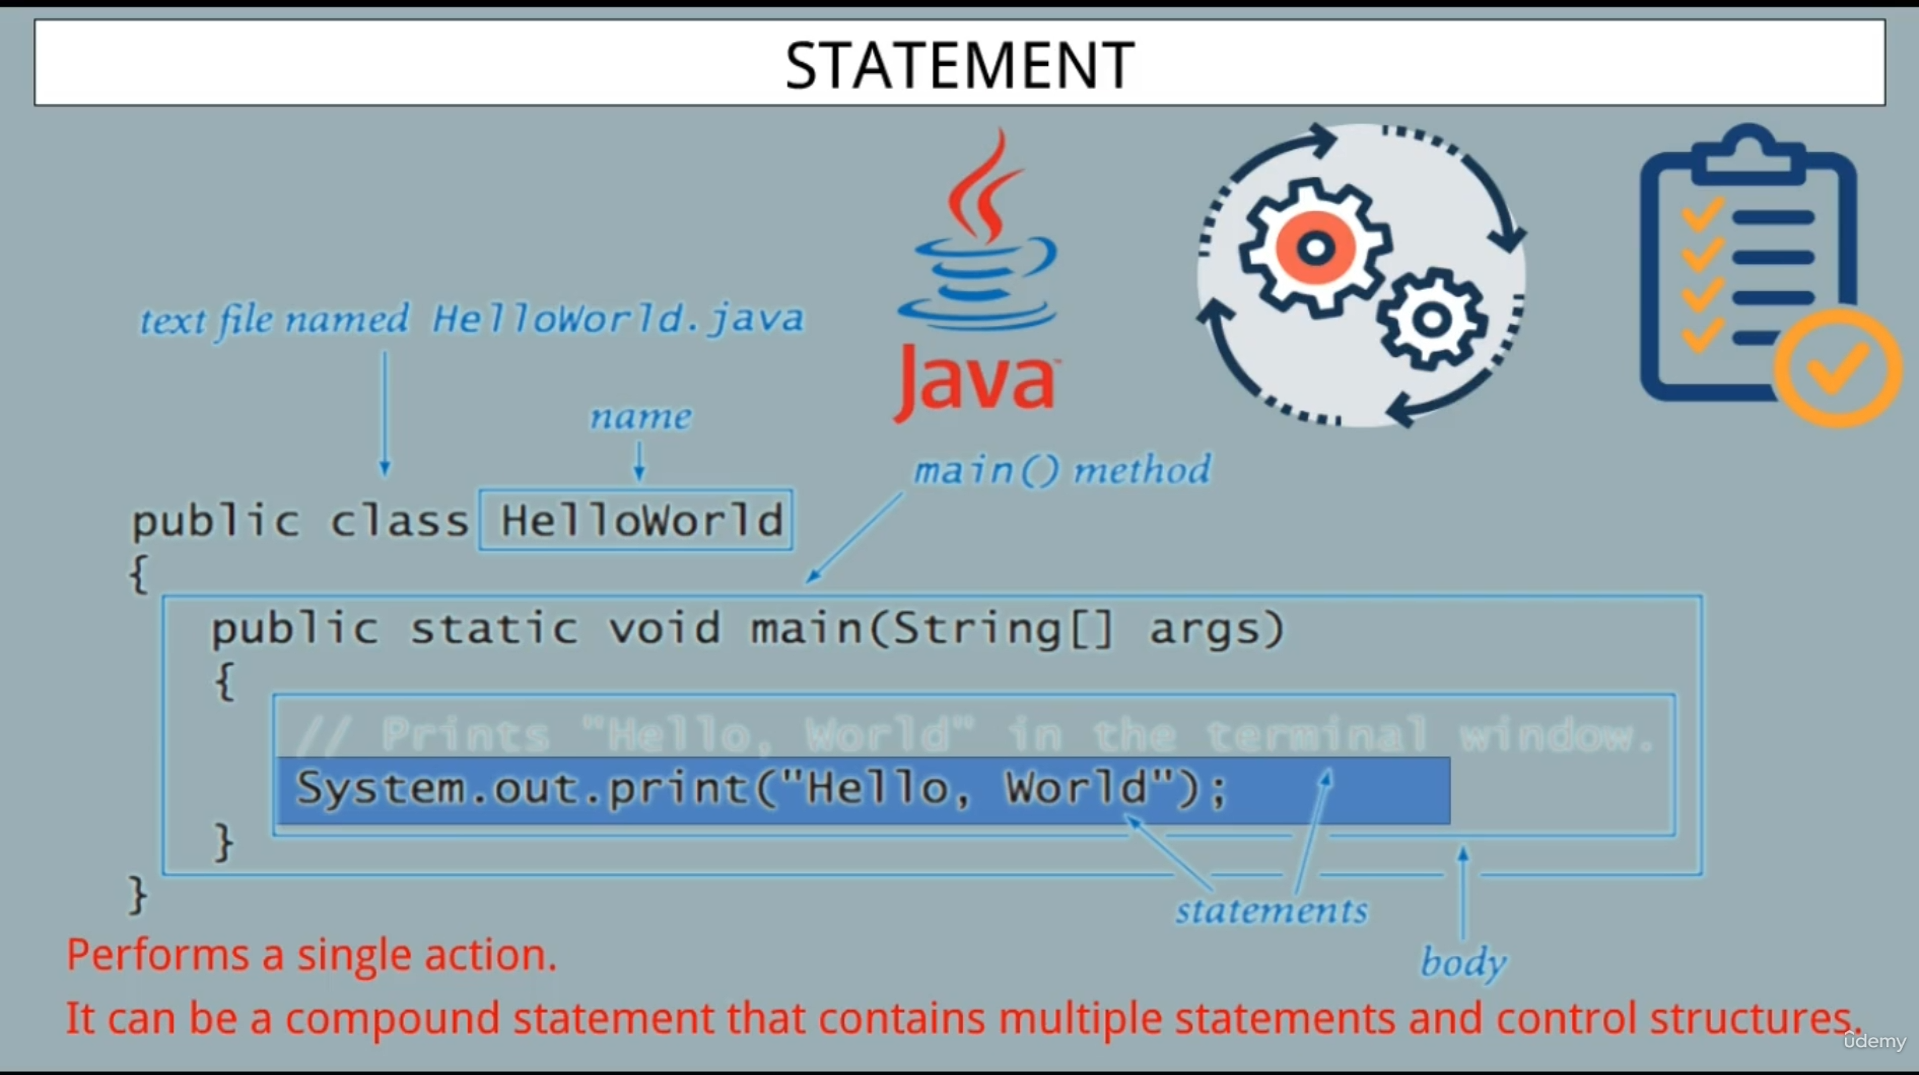 STATEMENT
text file named HelloWorld.java
Java
name
main() method
public class HelloWorld
{
public static void main(String[] args)
{
// Prints "Hello, World" in the terminal window.
System.out.print("Hello, World");
}
}
statements
body
Performs a single action.
It can be a compound statement that contains multiple statements and control structures.
ûdemy